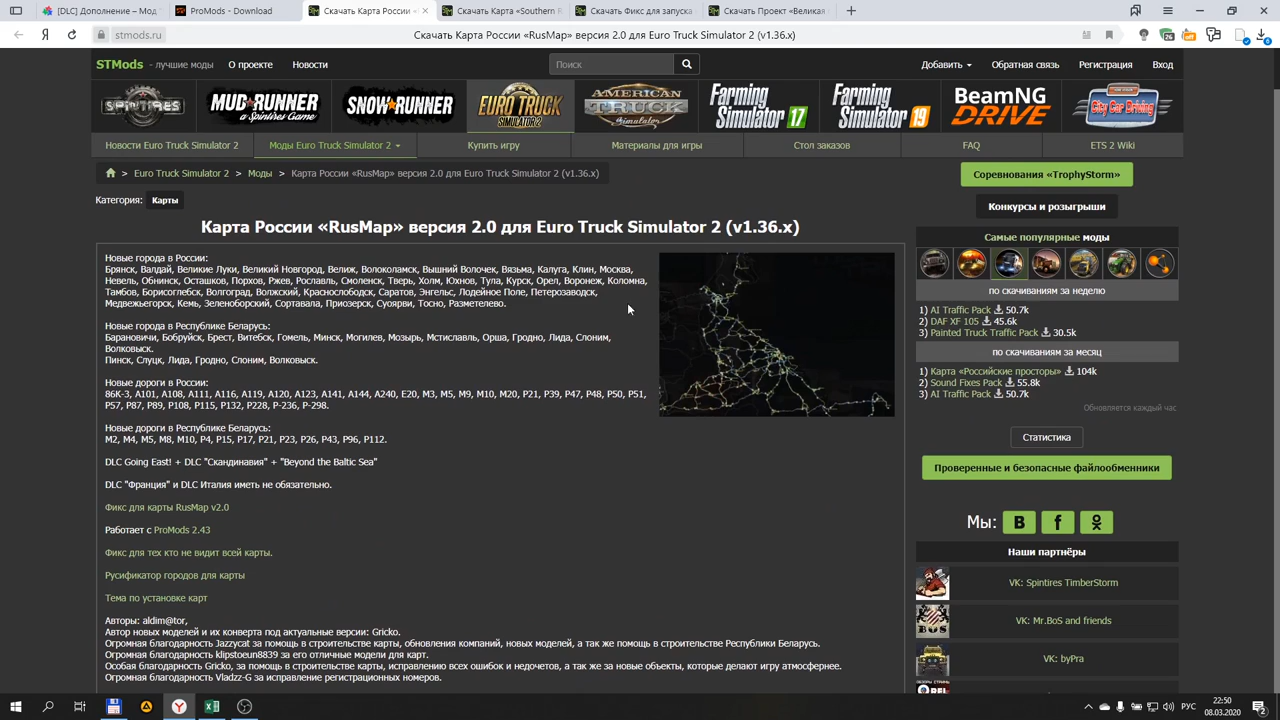 [DLC] Дополнение – Мод
ProMods - Download
Скачать Карта России «
Скачать Карта «Southern R
Скачать Фикс для запуска
Скачать Проект «Великая
stmods.ru
Скачать Карта России «RusMap» версия 2.0 для Euro Truck Simulator 2 (v1.36.x)
STMods - лучшие моды
О проекте
Новости
Поиск
Добавить
Обратная связь
Регистрация
Вход
SPINTIRES
MUDRUNNER
a Spintires Game
SNOWRUNNER
EURO TRUCK
SIMULATOR 2
AMERICAN
TRUCK
Simulator
Farming
Simulator 17
Farming
Simulator 19
BeamNG
DRIVE
City Car Driving
Новости Euro Truck Simulator 2
Моды Euro Truck Simulator 2
Купить игру
Материалы для игры
Стол заказов
FAQ
ETS 2 Wiki
> Euro Truck Simulator 2 > Моды > Карта России «RusMap» версия 2.0 для Euro Truck Simulator 2 (v1.36.x)
Категория: Карты
Карта России «RusMap» версия 2.0 для Euro Truck Simulator 2 (v1.36.x)
Новые города в России:
Брянск, Валдай, Великие Луки, Великий Новгород, Велиж, Волоколамск, Вышний Волочек, Вязьма, Калуга, Клин, Москва,
Невель, Обнинск, Осташков, Порхов, Ржев, Рославль, Смоленск, Тверь, Холм, Юхнов, Тула, Курск, Орел, Воронеж, Коломна,
Тамбов, Борисоглебск, Волгоград, Волжский, Краснослободск, Саратов, Энгельс, Лодейное Поле, Петерозаводск,
Медвежьегорск, Кемь, Зеленоборский, Сортавала, Приозерск, Суоярви, Тосно, Разметелево.
Новые города в Республике Беларусь:
Барановичи, Бобруйск, Брест, Витебск, Гомель, Минск, Могилев, Мозырь, Мстиславль, Орша, Гродно, Лида, Слоним,
Волковыск.
Пинск, Слуцк, Лида, Гродно, Слоним, Волковыск.
Новые дороги в России:
86К-3, А101, А108, А111, А116, А119, А120, А123, А141, А144, А240, Е20, М3, М5, М9, М10, М20, Р21, Р39, Р47, Р48, Р50, Р51,
Р57, Р87, Р89, Р108, Р115, Р132, Р228, Р-236, Р-298.
Новые дороги в Республике Беларусь:
М2, М4, М5, М8, М10, Р4, Р15, Р17, Р21, Р23, Р26, Р43, Р96, Р112.
DLC Going East! + DLC "Скандинавия" + "Beyond the Baltic Sea"
DLC "Франция" и DLC Италия иметь не обязательно.
Фикс для карты RusMap v2.0
Работает с ProMods 2.43
Фикс для тех кто не видит всей карты.
Русификатор городов для карты
Тема по установке карт
Авторы: aldim@tor,
Автор новых моделей и их конверта под актуальные версии: Gricko.
Огромная благодарность Jazzycat за помощь в строительстве карты, обновления компаний, новых моделей, а так же помощь в строительстве Республики Беларусь.
Огромная благодарность klipstoeun8839 за его отличные модели для карт.
Особая благодарность Gricko, за помощь в строительстве карты, исправлению всех ошибок и недочетов, а так же за новые объекты, которые делают игру атмосфернее.
Огромная благодарность Vladzz-G за исправление регистрационных номеров.
Соревнования «TrophyStorm»
Конкурсы и розыгрыши
Самые популярные моды
по скачиваниям за неделю
1) AI Traffic Pack 50.7k
2) DAF XF 105 45.6k
3) Painted Truck Traffic Pack 30.5k
по скачиваниям за месяц
1) Карта «Российские просторы» 104k
2) Sound Fixes Pack 55.8k
3) AI Traffic Pack 50.7k
Обновляется каждый час
Статистика
Проверенные и безопасные файлообменники
Мы:
Наши партнёры
VK: Spintires TimberStorm
VK: Mr.BoS and friends
VK: byPra
РУС
22:50
08.03.2020